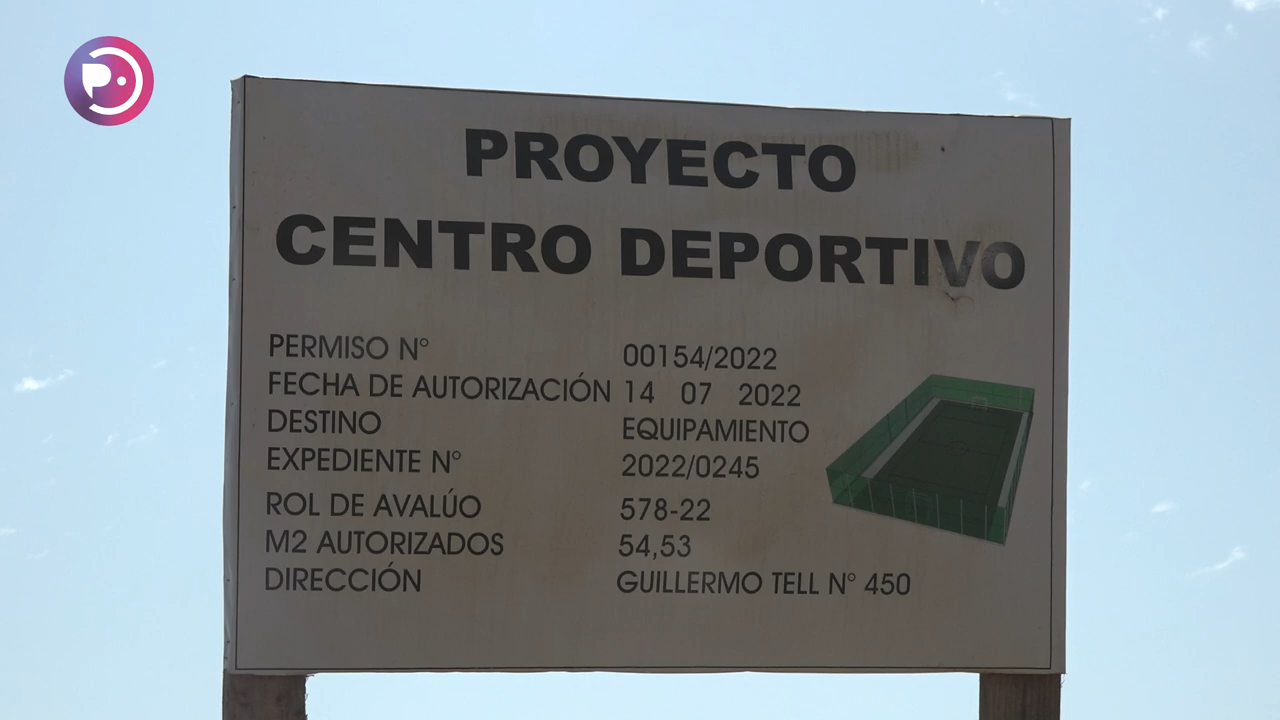 PROYECTO
CENTRO DEPORTIVO
PERMISO N° 00154/2022
FECHA DE AUTORIZACIÓN 14 07 2022
DESTINO EQUIPAMIENTO
EXPEDIENTE N° 2022/0245
ROL DE AVALÚO 578-22
M2 AUTORIZADOS 54,53
DIRECCIÓN GUILLERMO TELL N° 450